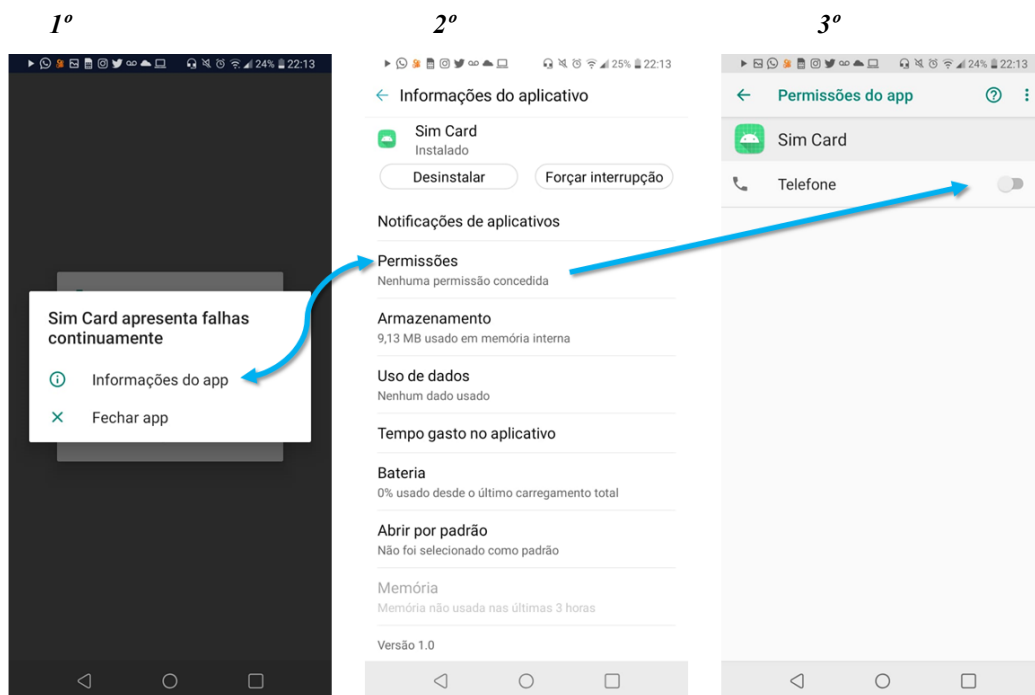 1º
2º
3º
24% 22:13
Sim Card apresenta falhas
continuamente
Informações do app
Fechar app
25% 22:13
Informações do aplicativo
Sim Card
Instalado
Desinstalar
Forçar interrupção
Notificações de aplicativos
Permissões
Nenhuma permissão concedida
Armazenamento
9,13 MB usado em memória interna
Uso de dados
Nenhum dado usado
Tempo gasto no aplicativo
Bateria
0% usado desde o último carregamento total
Abrir por padrão
Não foi selecionado como padrão
Memória
Memória não usada nas últimas 3 horas
Versão 1.0
24% 22:13
Permissões do app
Sim Card
Telefone